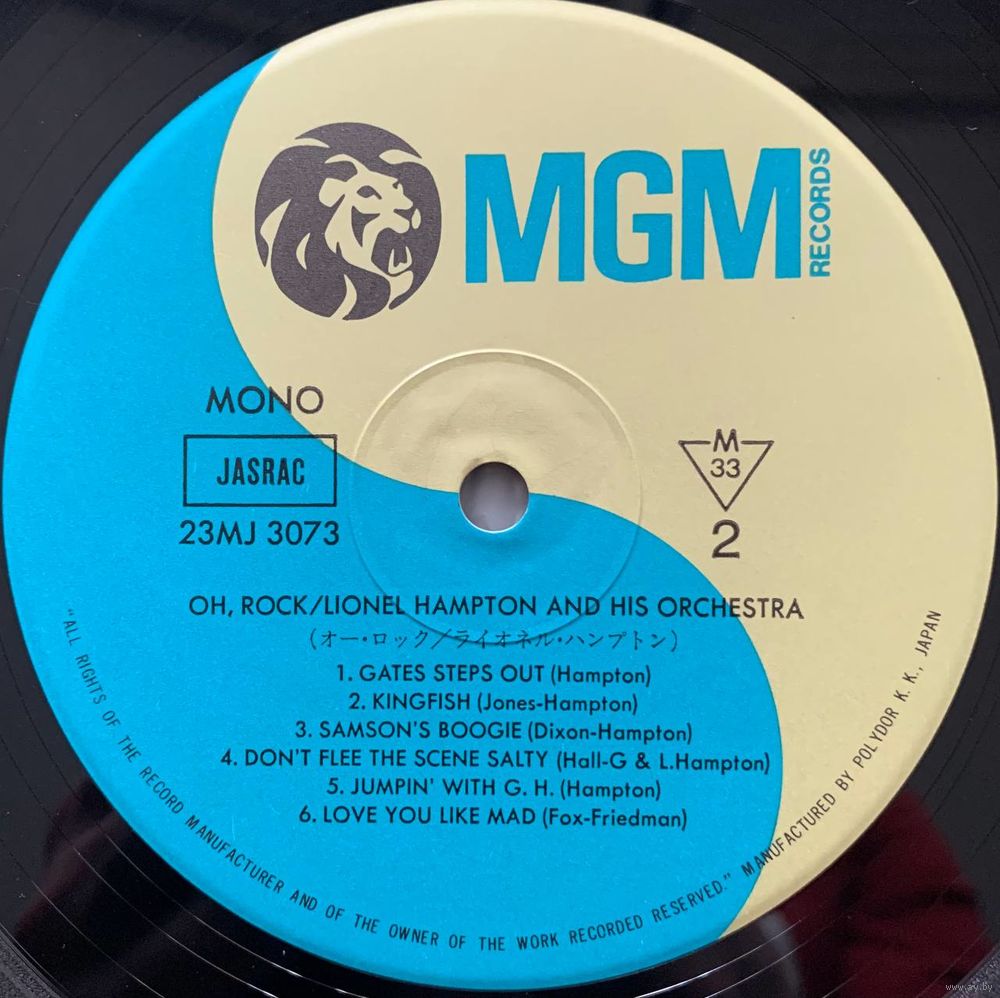 MGM
RECORDS
MONO
JASRAC
23MJ 3073
M
33
2
OH, ROCK/LIONEL HAMPTON AND HIS ORCHESTRA
(オー・ロック/ライオネル・ハンプトン)
1. GATES STEPS OUT (Hampton)
2. KINGFISH (Jones-Hampton)
3. SAMSON'S BOOGIE (Dixon-Hampton)
4. DON'T FLEE THE SCENE SALTY (Hall-G & L.Hampton)
5. JUMPIN' WITH G. H. (Hampton)
6. LOVE YOU LIKE MAD (Fox-Friedman)
"ALL RIGHTS OF THE RECORD MANUFACTURER AND OF THE OWNER OF THE WORK RECORDED RESERVED." MANUFACTURED BY POLYDOR K. K., JAPAN
www.ay.by